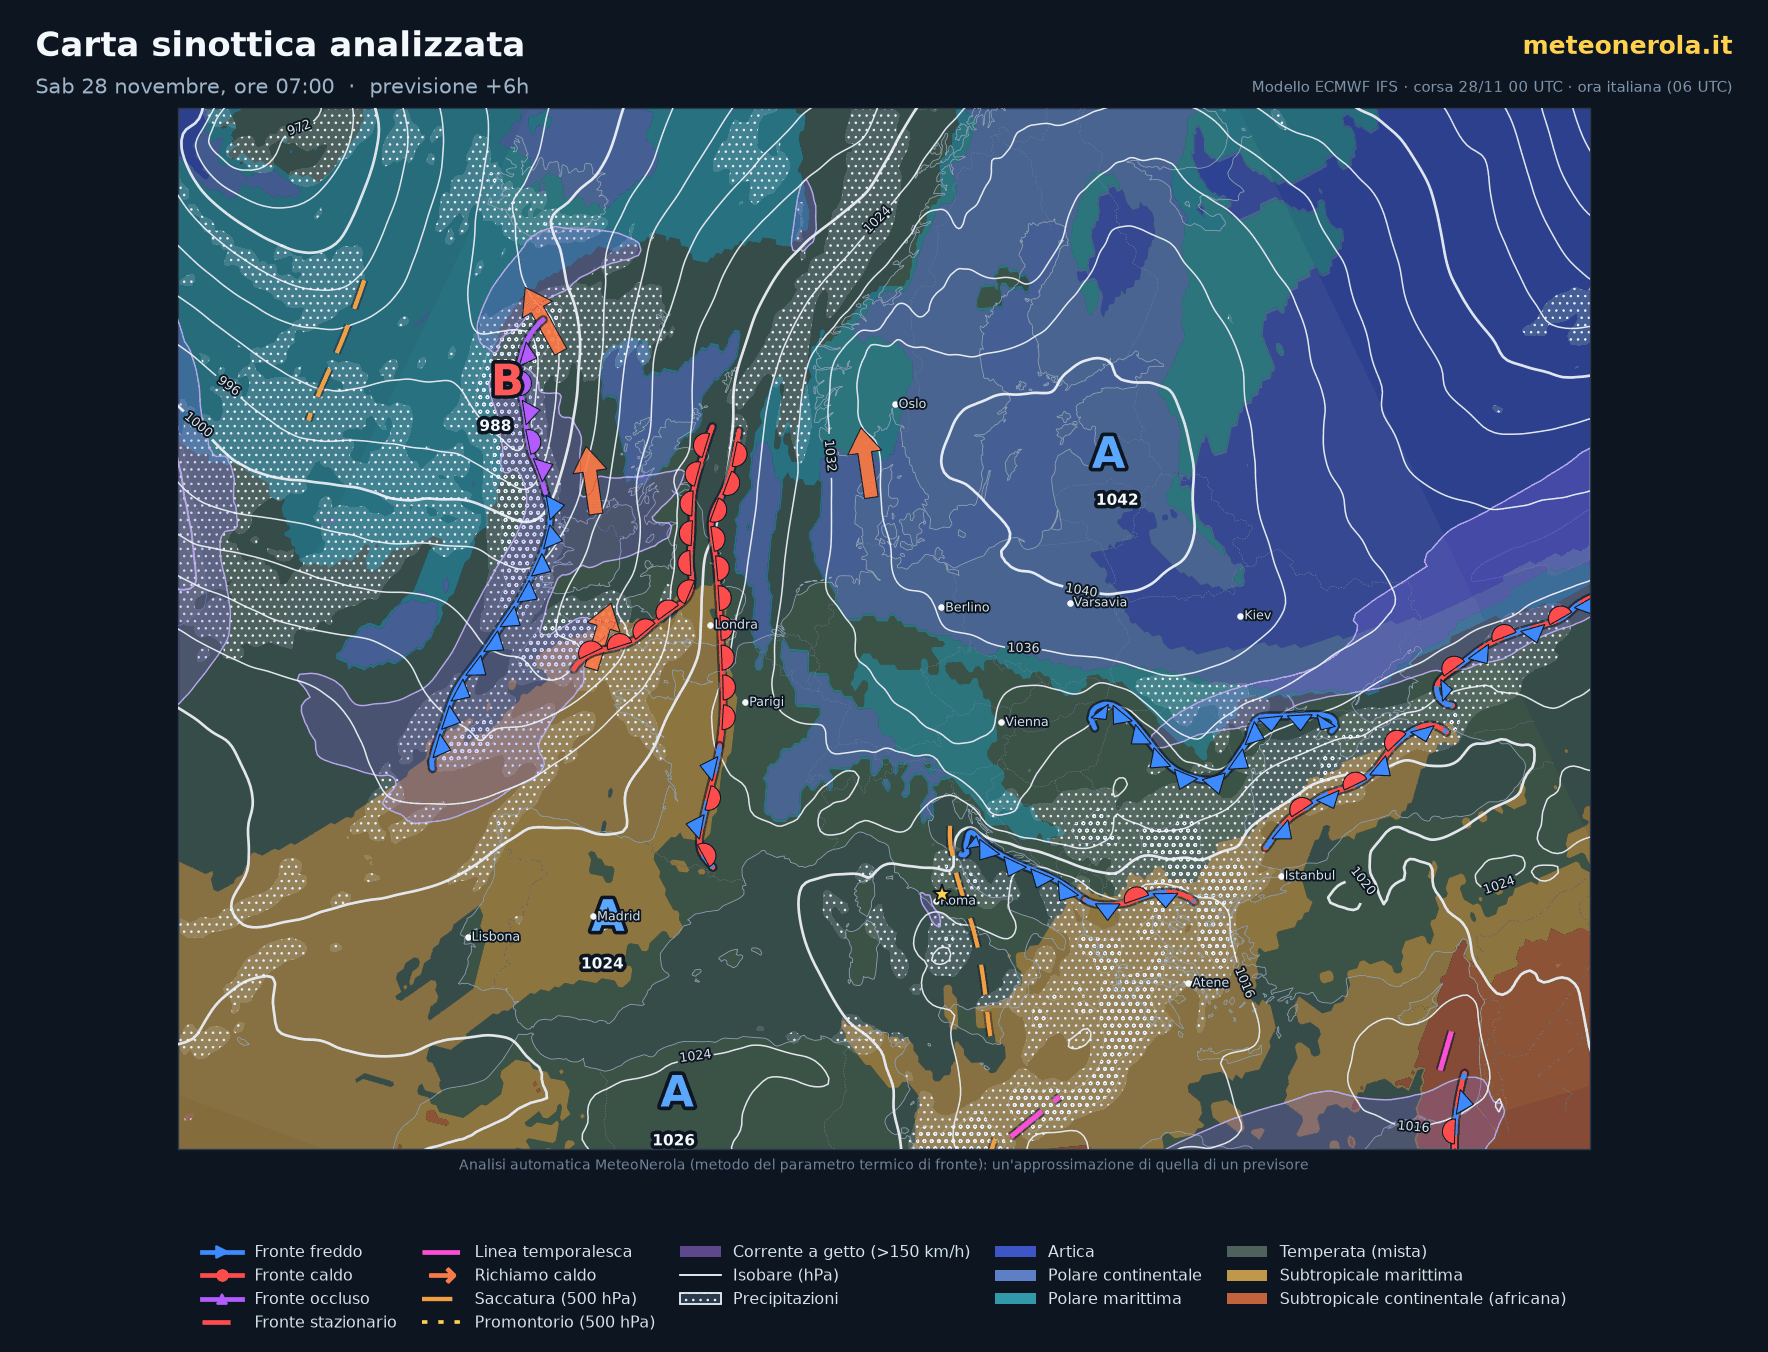 Carta sinottica analizzata
meteonerola.it
Sab 28 novembre, ore 07:00 · previsione +6h
Modello ECMWF IFS · corsa 28/11 00 UTC · ora italiana (06 UTC)
972
1024
996
1000
B
988
Oslo
1032
A
1042
1040
Varsavia
Berlino
Kiev
Londra
1036
Parigi
Vienna
Istanbul
1020
1024
Roma
A
Madrid
Lisbona
1024
Atene
1016
1024
A
1026
1016
Analisi automatica MeteoNerola (metodo del parametro termico di fronte): un'approssimazione di quella di un previsore
Fronte freddo
Fronte caldo
Fronte occluso
Fronte stazionario
Linea temporalesca
Richiamo caldo
Saccatura (500 hPa)
Promontorio (500 hPa)
Corrente a getto (>150 km/h)
Isobare (hPa)
Precipitazioni
Artica
Polare continentale
Polare marittima
Temperata (mista)
Subtropicale marittima
Subtropicale continentale (africana)